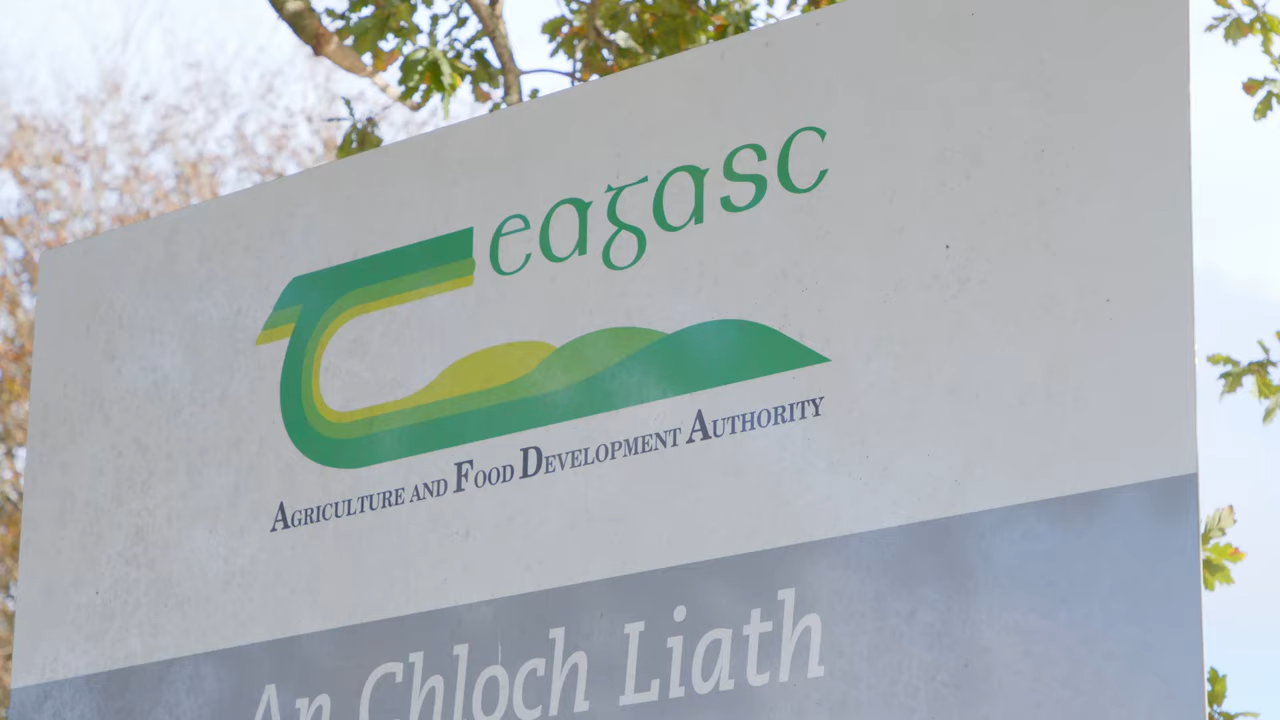 Teagasc
AGRICULTURE AND FOOD DEVELOPMENT AUTHORITY
An Chloch Liath